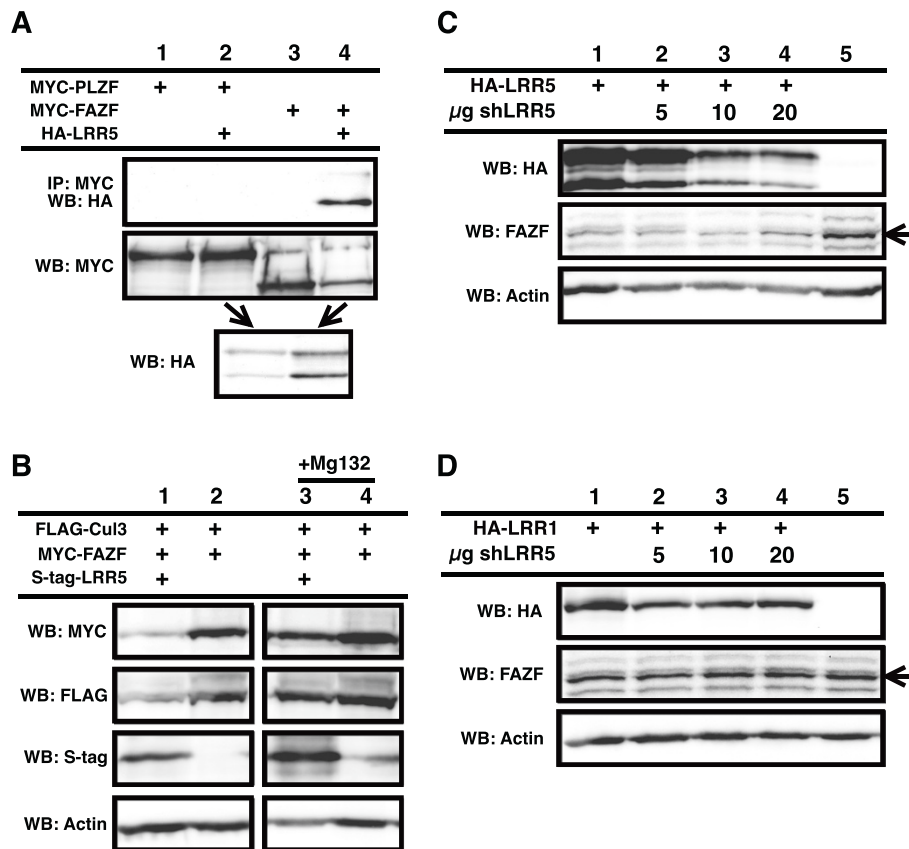 A
1 2 3 4
MYC-PLZF + +
MYC-FAZF + +
HA-LRR5 + +
IP: MYC
WB: HA
WB: MYC
WB: HA
B
+Mg132
1 2 3 4
FLAG-Cul3 + + + +
MYC-FAZF + + + +
S-tag-LRR5 + +
WB: MYC
WB: FLAG
WB: S-tag
WB: Actin
C
1 2 3 4 5
HA-LRR5 + + + +
µg shLRR5 5 10 20
WB: HA
WB: FAZF
WB: Actin
D
1 2 3 4 5
HA-LRR1 + + + +
µg shLRR5 5 10 20
WB: HA
WB: FAZF
WB: Actin